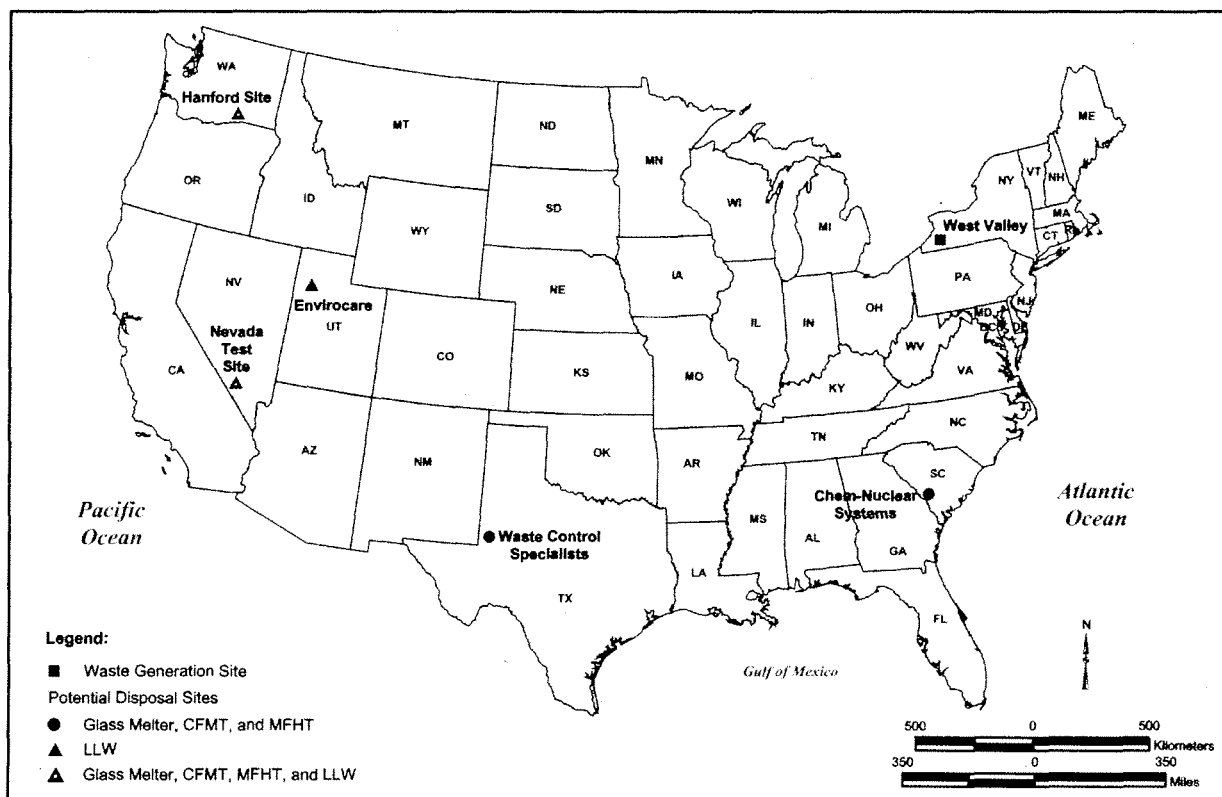 WA
Hanford Site
MT
ND
MN
ME
OR
ID
WY
SD
WI
MI
NY
VT
NH
MA
CT
RI
West Valley
NV
Envirocare
UT
Nevada
Test
Site
CA
CO
NE
IA
KS
MO
IL
IN
OH
PA
NJ
MD
DC
DE
WV
VA
KY
TN
NC
AZ
NM
OK
AR
SC
Chem-Nuclear
Systems
MS
AL
GA
LA
FL
TX
Waste Control
Specialists
Pacific
Ocean
Atlantic
Ocean
Gulf of Mexico
N
Legend:
Waste Generation Site
Potential Disposal Sites
Glass Melter, CFMT, and MFHT
LLW
Glass Melter, CFMT, MFHT, and LLW
500 0 500
Kilometers
350 0 350
Miles